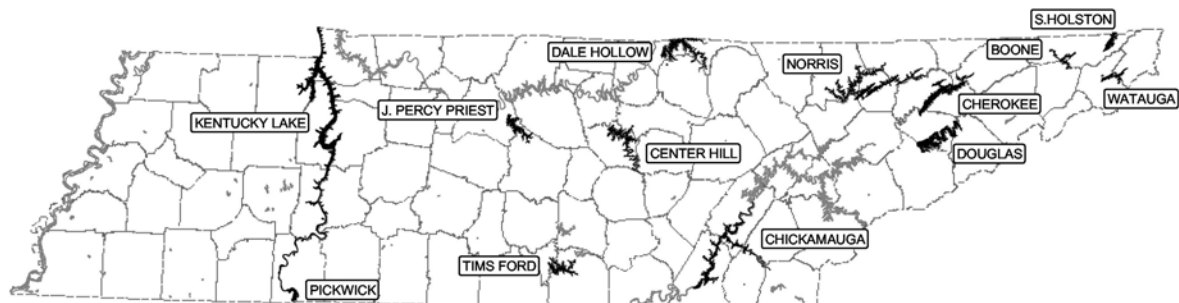 S.HOLSTON
DALE HOLLOW
BOONE
NORRIS
WATAUGA
J. PERCY PRIEST
CHEROKEE
KENTUCKY LAKE
CENTER HILL
DOUGLAS
CHICKAMAUGA
TIMS FORD
PICKWICK